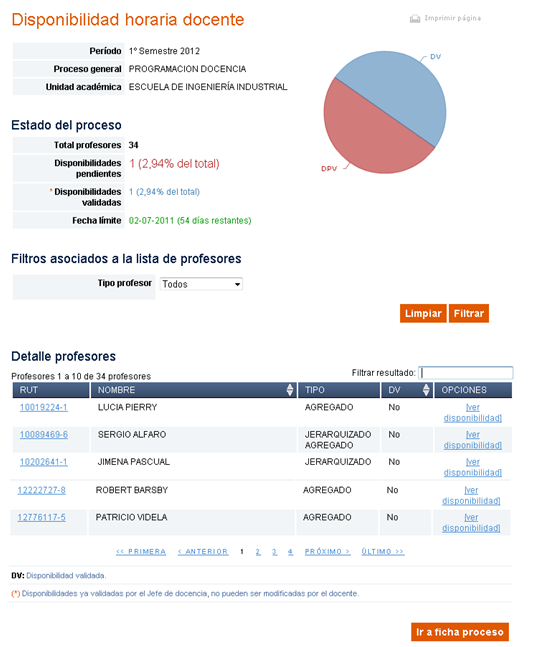 Disponibilidad horaria docente
Imprimir página
Período 1º Semestre 2012
Proceso general PROGRAMACION DOCENCIA
Unidad académica ESCUELA DE INGENIERÍA INDUSTRIAL
DV
DPV
Estado del proceso
Total profesores 34
Disponibilidades pendientes 1 (2,94% del total)
* Disponibilidades validadas 1 (2,94% del total)
Fecha límite 02-07-2011 (54 días restantes)
Filtros asociados a la lista de profesores
Tipo profesor Todos
Limpiar Filtrar
Detalle profesores
Profesores 1 a 10 de 34 profesores Filtrar resultado:
RUT NOMBRE TIPO DV OPCIONES
10019224-1 LUCIA PIERRY AGREGADO No [ver
disponibilidad]
10089469-6 SERGIO ALFARO JERARQUIZADO No [ver
AGREGADO disponibilidad]
10202641-1 JIMENA PASCUAL JERARQUIZADO No [ver
disponibilidad]
12222727-8 ROBERT BARSBY AGREGADO No [ver
disponibilidad]
12776117-5 PATRICIO VIDELA AGREGADO No [ver
disponibilidad]
<< PRIMERA < ANTERIOR 1 2 3 4 PRÓXIMO > ÚLTIMO >>
DV: Disponibilidad validada.
(*) Disponibilidades ya validadas por el Jefe de docencia, no pueden ser modificadas por el docente.
Ir a ficha proceso